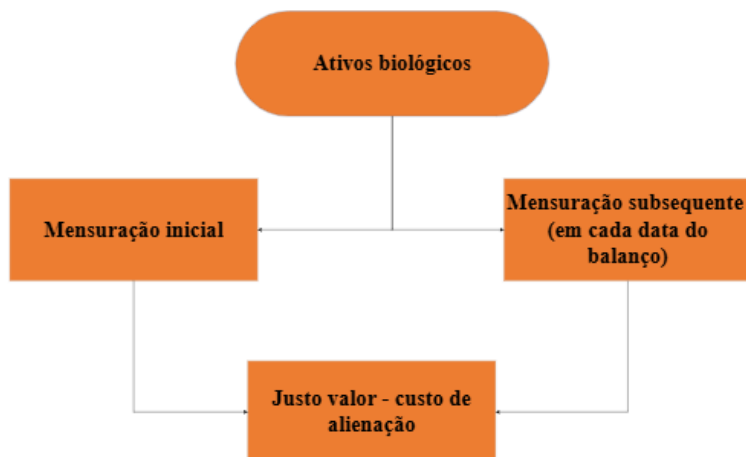 Ativos biológicos
Mensuração inicial
Mensuração subsequente
(em cada data do
balanço)
Justo valor - custo de
alienação